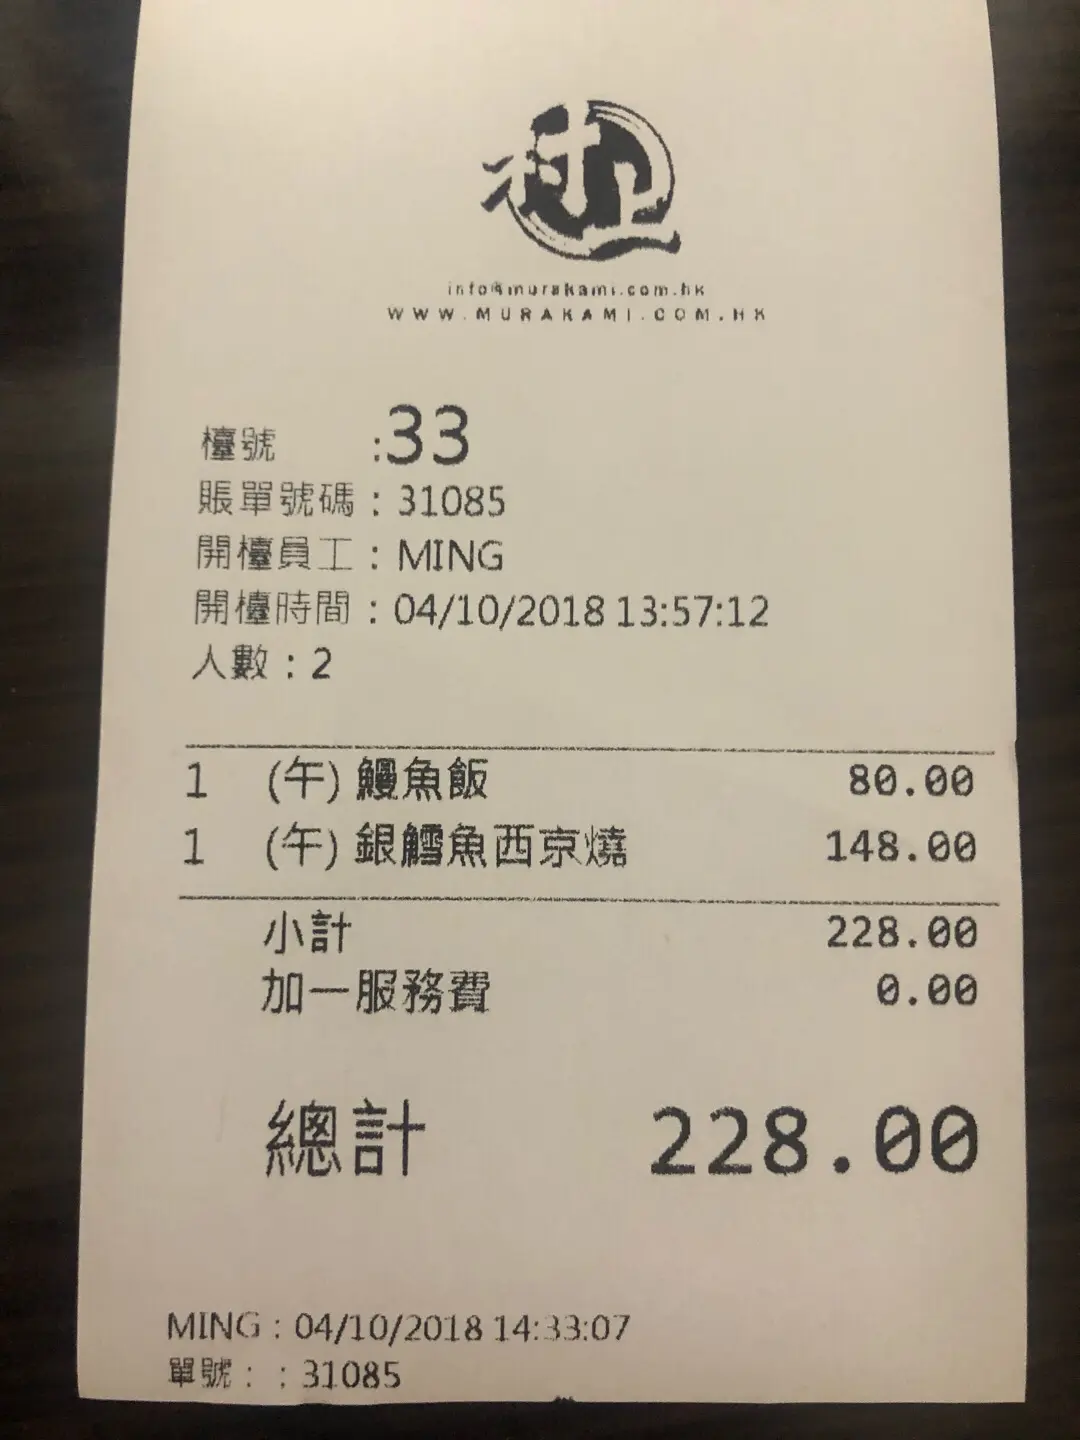 村上
info@murakami.com.hk
WWW.MURAKAMI.COM.HK
檯號 :33
賬單號碼 : 31085
開檯員工 : MING
開檯時間 : 04/10/2018 13:57:12
人數 : 2
1 (午) 鰻魚飯 80.00
1 (午) 銀鱈魚西京燒 148.00
小計 228.00
加一服務費 0.00
總計 228.00
MING : 04/10/2018 14:33:07
單號 : : 31085